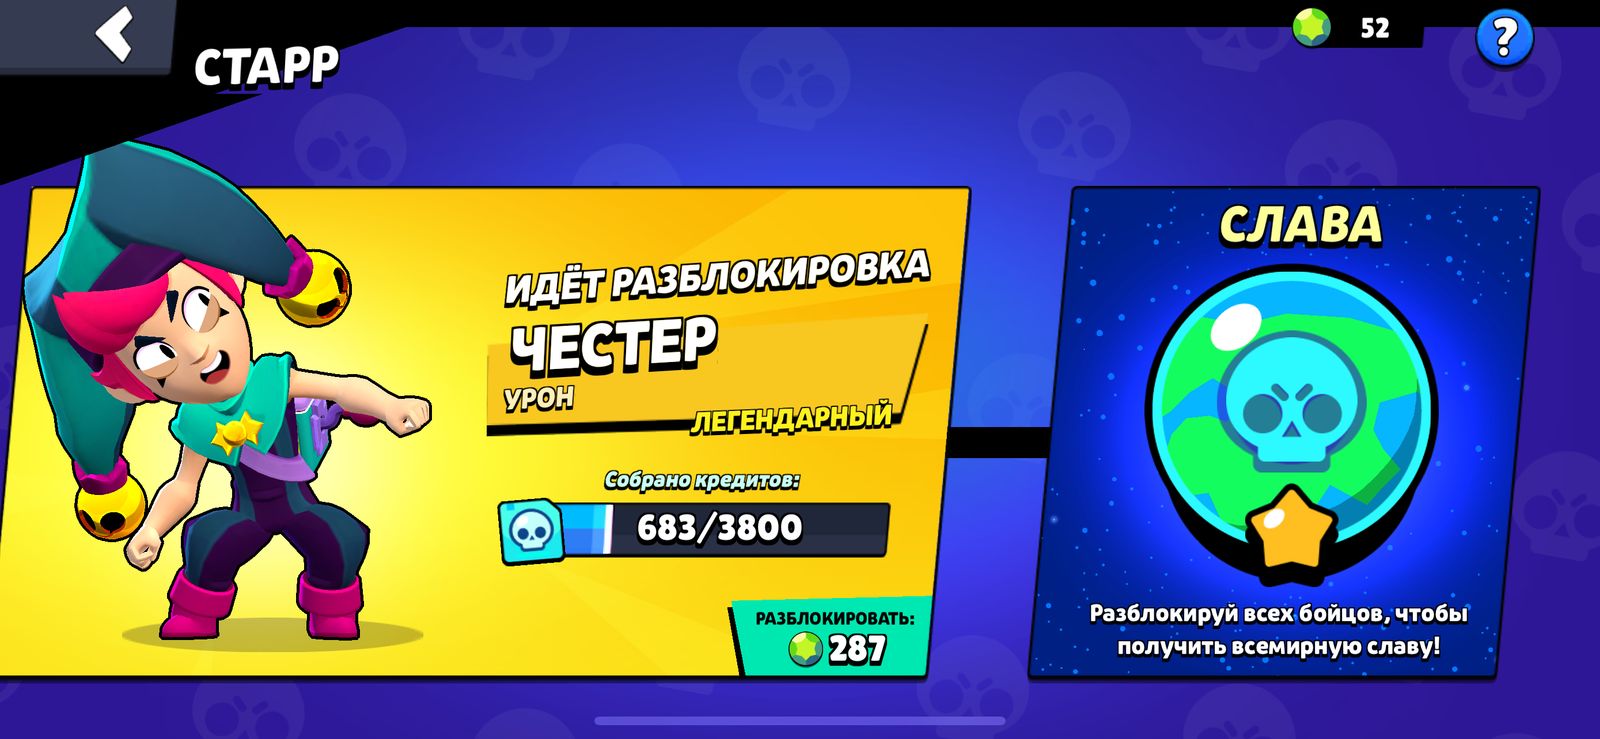 СТАРР
52
?
ИДЁТ РАЗБЛОКИРОВКА
ЧЕСТЕР
УРОН
ЛЕГЕНДАРНЫЙ
Собрано кредитов:
683/3800
РАЗБЛОКИРОВАТЬ:
287
СЛАВА
Разблокируй всех бойцов, чтобы
получить всемирную славу!